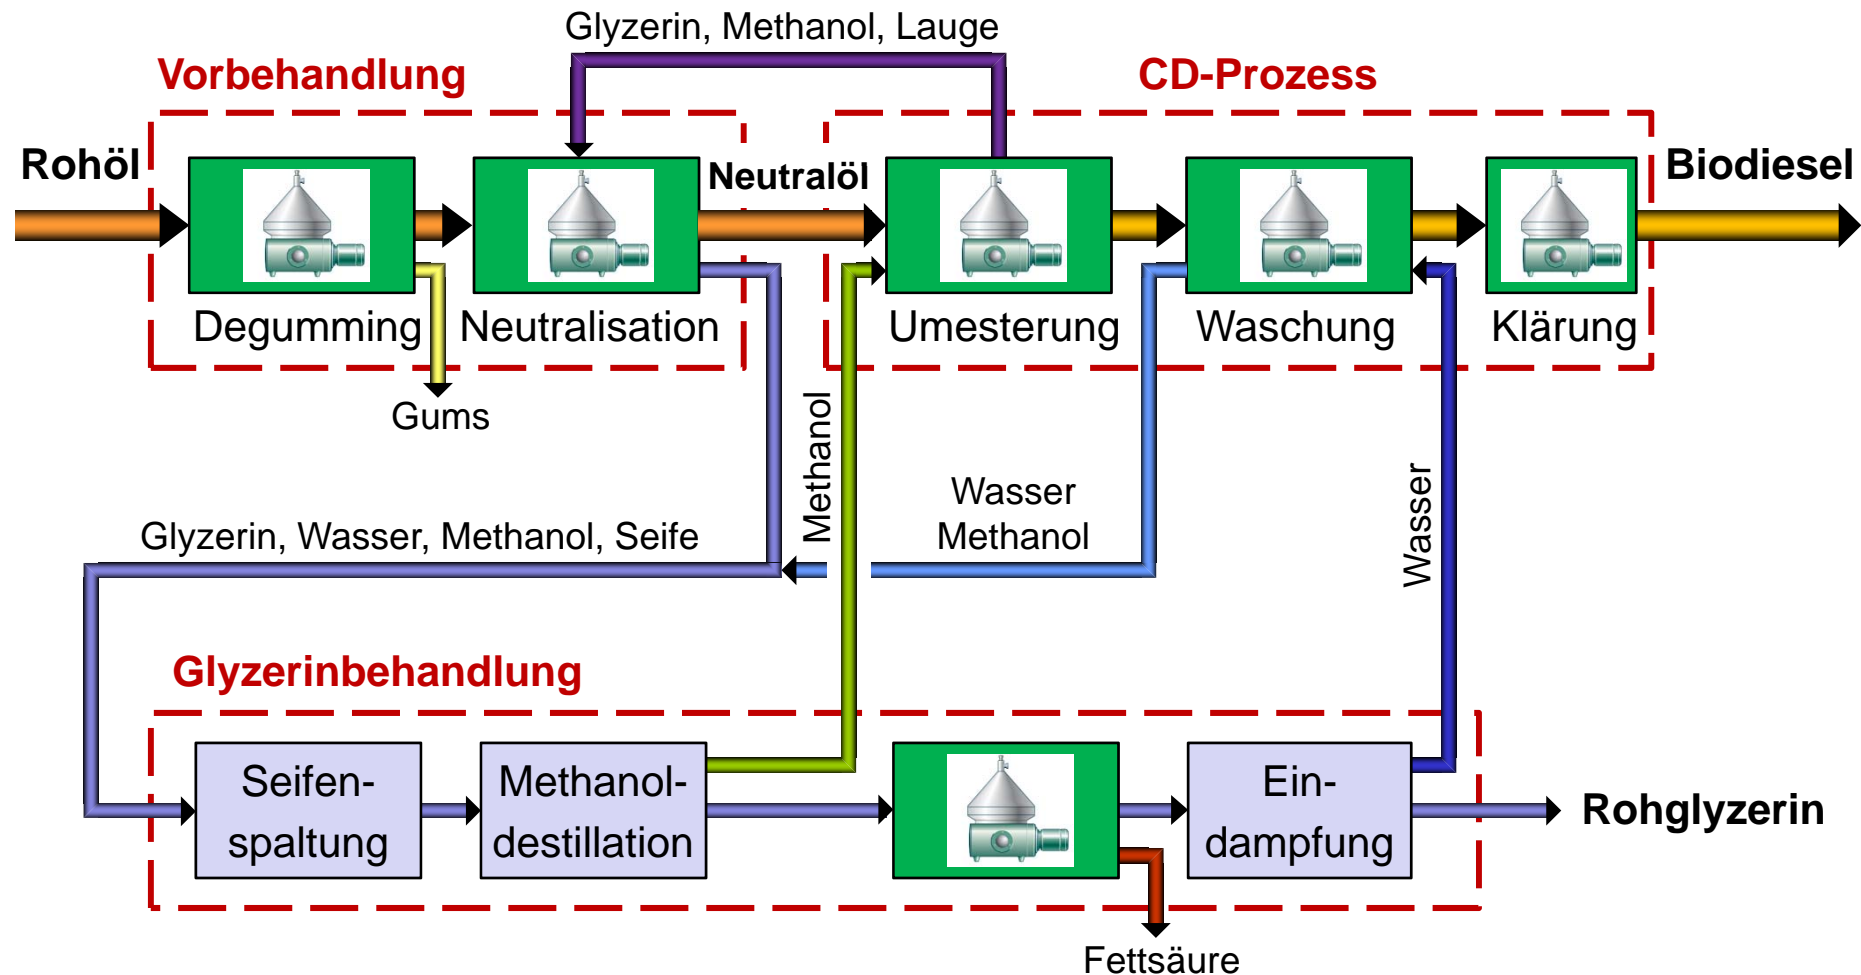 Glyzerin, Methanol, Lauge
Vorbehandlung
CD-Prozess
Rohöl
Neutralöl
Biodiesel
Degumming
Neutralisation
Umesterung
Waschung
Klärung
Gums
Methanol
Wasser
Methanol
Wasser
Glyzerin, Wasser, Methanol, Seife
Glyzerinbehandlung
Seifen-
spaltung
Methanol-
destillation
Ein-
dampfung
Rohglyzerin
Fettsäure